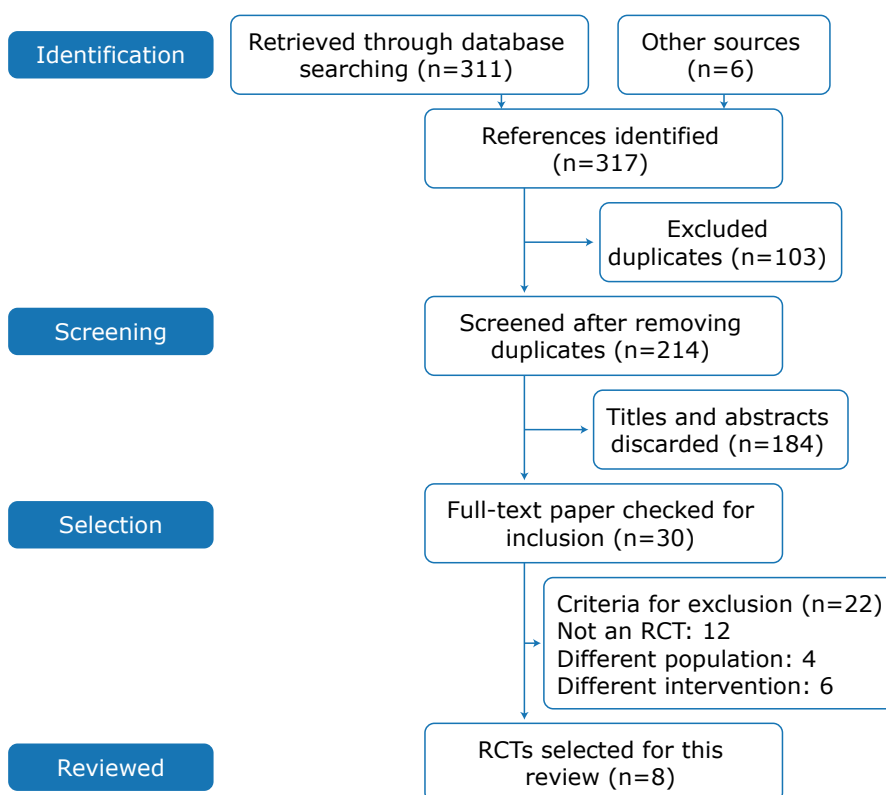 Identification
Retrieved through database
searching (n=311)
Other sources
(n=6)
References identified
(n=317)
Excluded
duplicates (n=103)
Screening
Screened after removing
duplicates (n=214)
Titles and abstracts
discarded (n=184)
Selection
Full-text paper checked for
inclusion (n=30)
Criteria for exclusion (n=22)
Not an RCT: 12
Different population: 4
Different intervention: 6
Reviewed
RCTs selected for this
review (n=8)